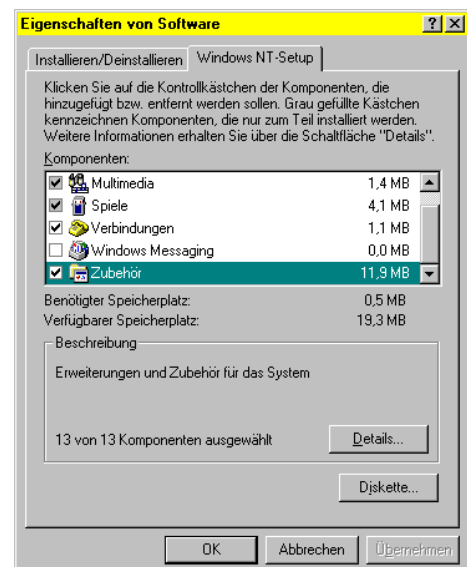 Eigenschaften von Software
Installieren/Deinstallieren Windows NT-Setup
Klicken Sie auf die Kontrollkästchen der Komponenten, die
hinzugefügt bzw. entfernt werden sollen. Grau gefüllte Kästchen
kennzeichnen Komponenten, die nur zum Teil installiert werden.
Weitere Informationen erhalten Sie über die Schaltfläche "Details".
Komponenten:
Multimedia 1,4 MB
Spiele 4,1 MB
Verbindungen 1,1 MB
Windows Messaging 0,0 MB
Zubehör 11,9 MB
Benötigter Speicherplatz: 0,5 MB
Verfügbarer Speicherplatz: 19,3 MB
Beschreibung
Erweiterungen und Zubehör für das System
13 von 13 Komponenten ausgewählt Details...
Diskette...
OK Abbrechen Übernehmen